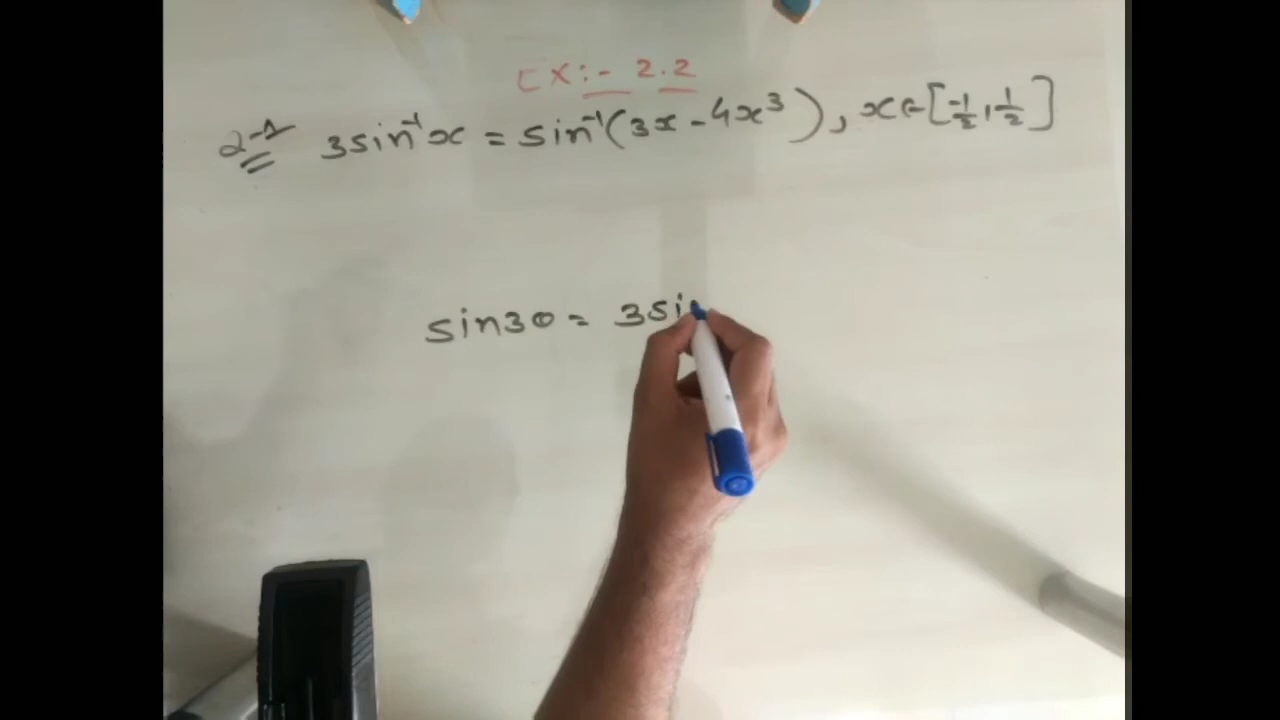 Ex:- 2.2
Q-1 3sin⁻¹x = sin⁻¹(3x - 4x³), x ∈ [-1/2, 1/2]
sin3θ = 3si